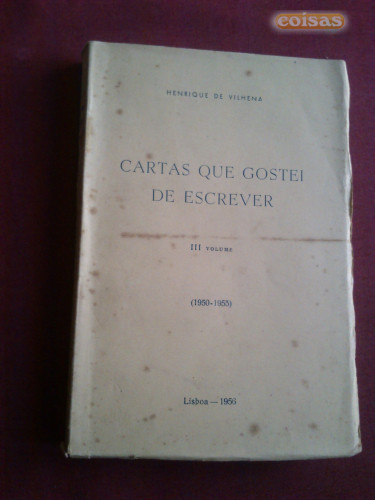 coisas
HENRIQUE DE VILHENA
CARTAS QUE GOSTEI
DE ESCREVER
III VOLUME
(1950-1955)
Lisboa — 1956